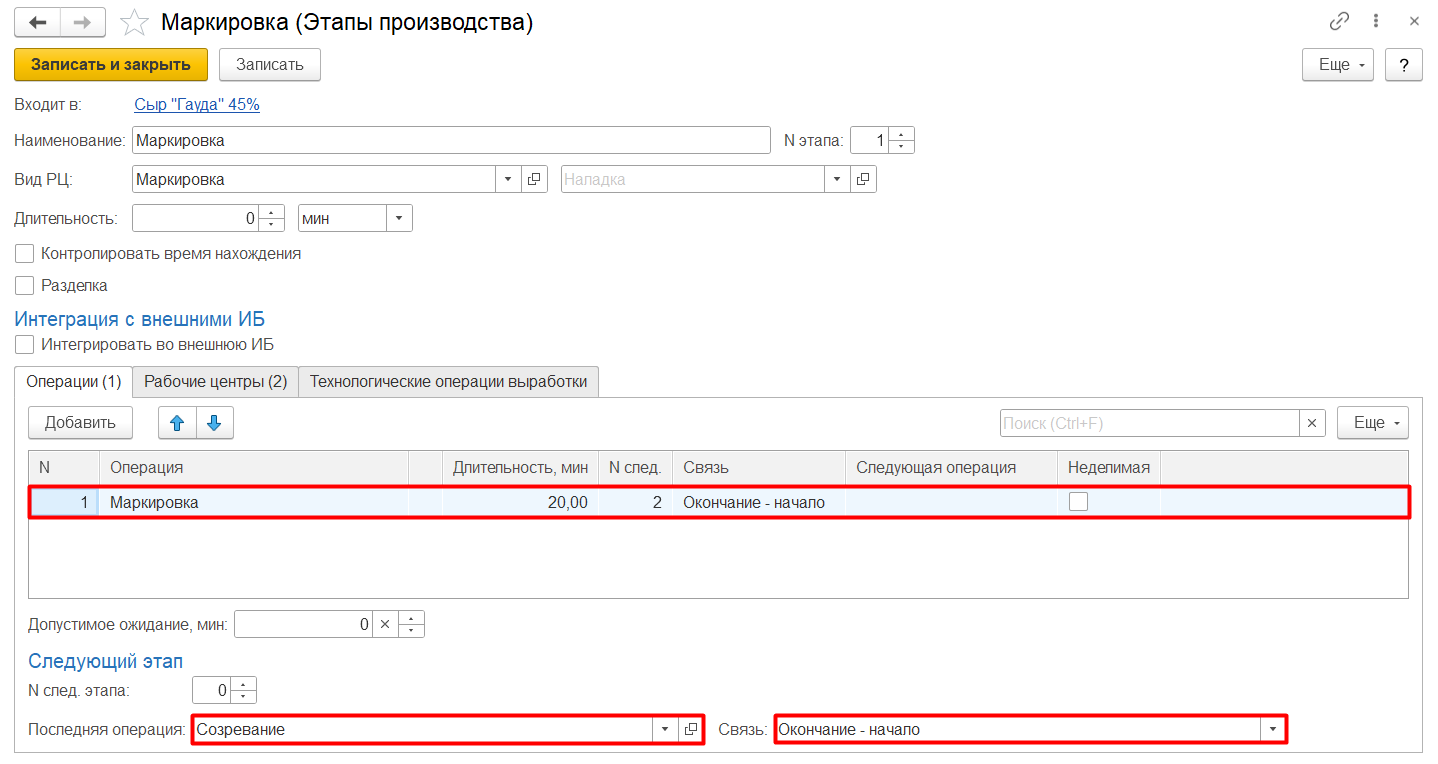 Маркировка (Этапы производства)
Записать и закрыть Записать Еще ?
Входит в: Сыр "Гауда" 45%
Наименование: Маркировка N этапа: 1
Вид РЦ: Маркировка Наладка
Длительность: 0 мин
Контролировать время нахождения
Разделка
Интеграция с внешними ИБ
Интегрировать во внешнюю ИБ
Операции (1) Рабочие центры (2) Технологические операции выработки
Добавить Поиск (Ctrl+F) × Еще
N Операция Длительность, мин N след. Связь Следующая операция Неделимая
1 Маркировка 20,00 2 Окончание - начало
Допустимое ожидание, мин: 0 ×
Следующий этап
N след. этапа: 0
Последняя операция: Созревание Связь: Окончание - начало